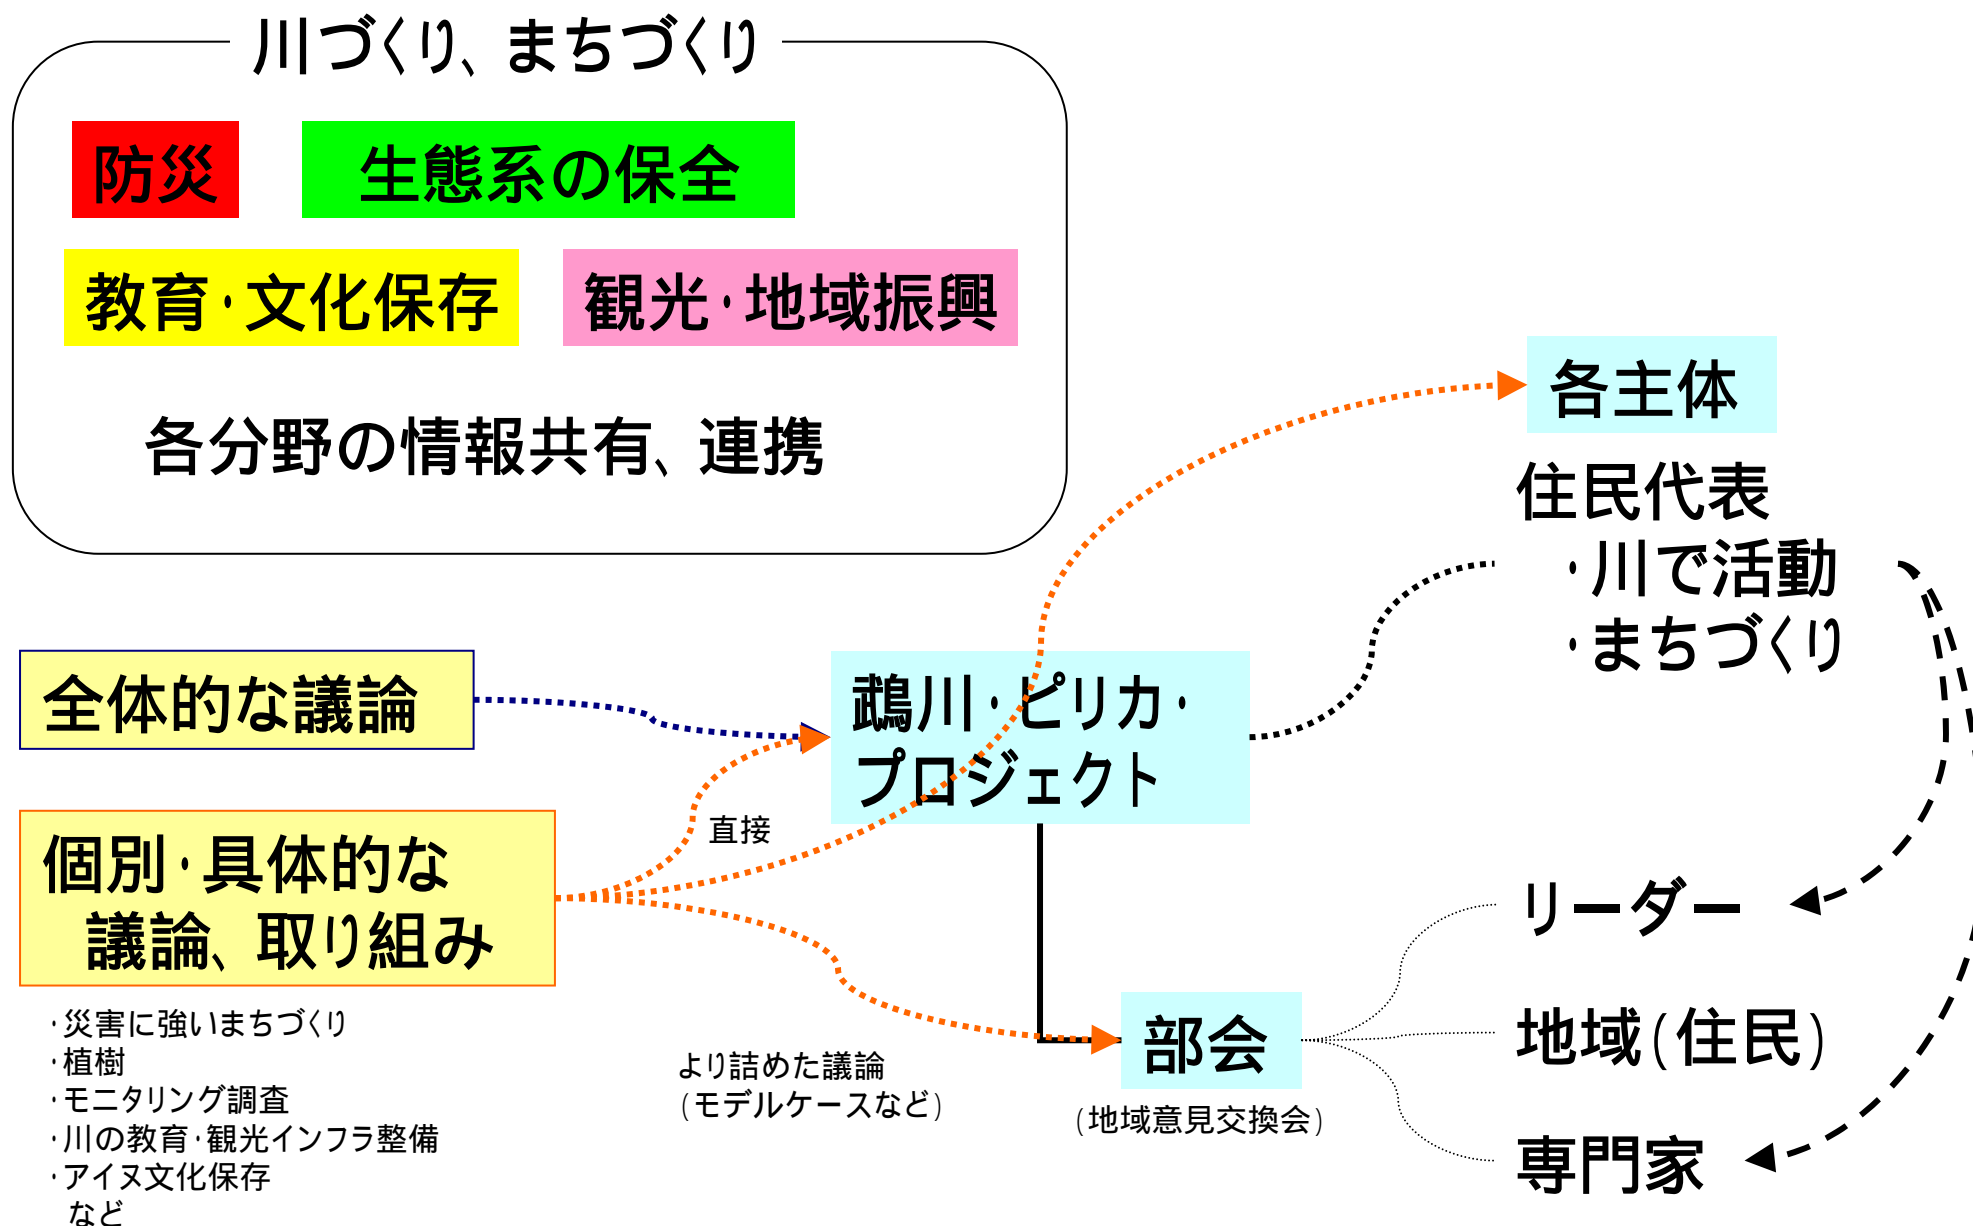 川づくり、まちづくり
防災
生態系の保全
教育・文化保存
観光・地域振興
各分野の情報共有、連携
各主体
住民代表
・川で活動
・まちづくり
全体的な議論
鵡川・ピリカ・
プロジェクト
個別・具体的な
議論、取り組み
直接
・災害に強いまちづくり
・植樹
・モニタリング調査
・川の教育・観光インフラ整備
・アイヌ文化保存
など
より詰めた議論
(モデルケースなど)
部会
(地域意見交換会)
リーダー
地域(住民)
専門家